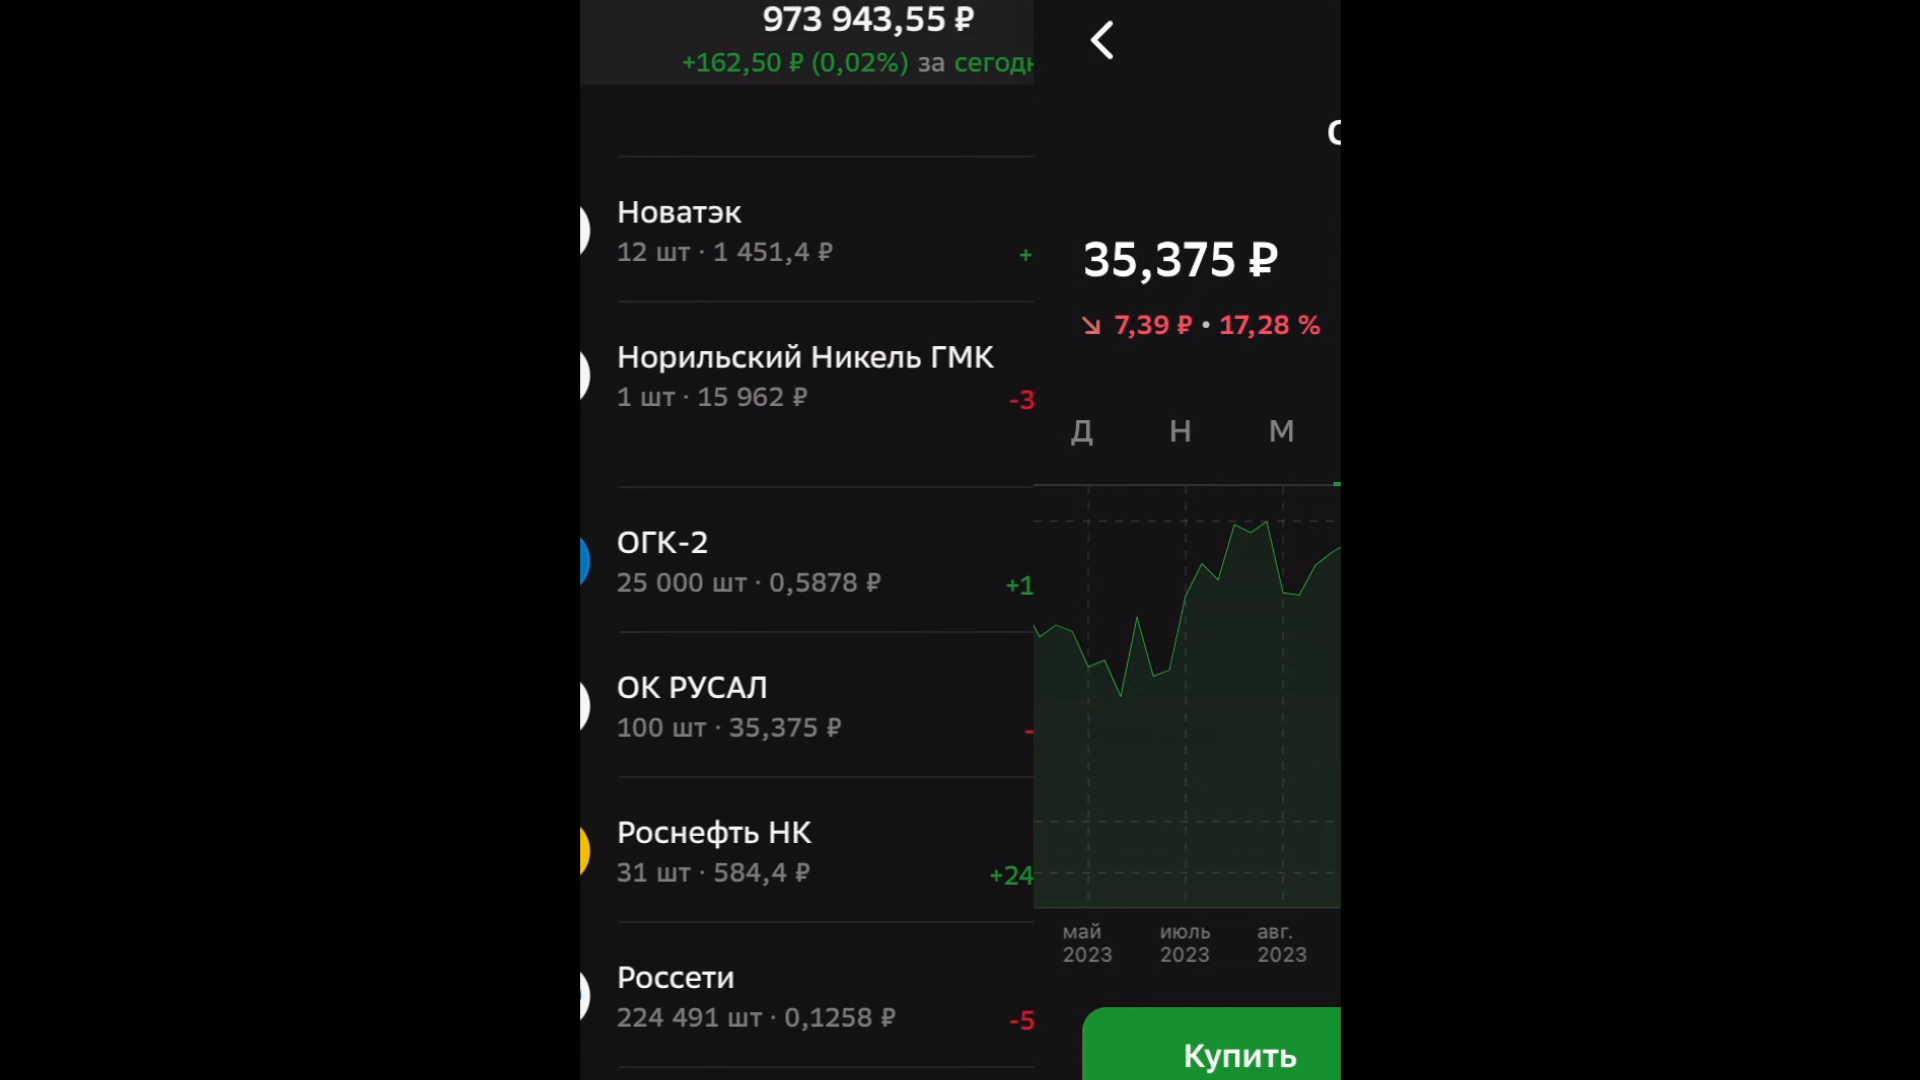 973 943,55 ₽
+162,50 ₽ (0,02%) за
Новатэк
12 шт · 1 451,4 ₽
+
Норильский Никель ГМК
1 шт · 15 962 ₽
-3
ОГК-2
25 000 шт · 0,5878 ₽
+1
ОК РУСАЛ
100 шт · 35,375 ₽
-
Роснефть НК
31 шт · 584,4 ₽
+24
Россети
224 491 шт · 0,1258 ₽
-5
35,375 ₽
↘ 7,39 ₽ • 17,28 %
Д Н М
май 2023
июль 2023
авг. 2023
Купить